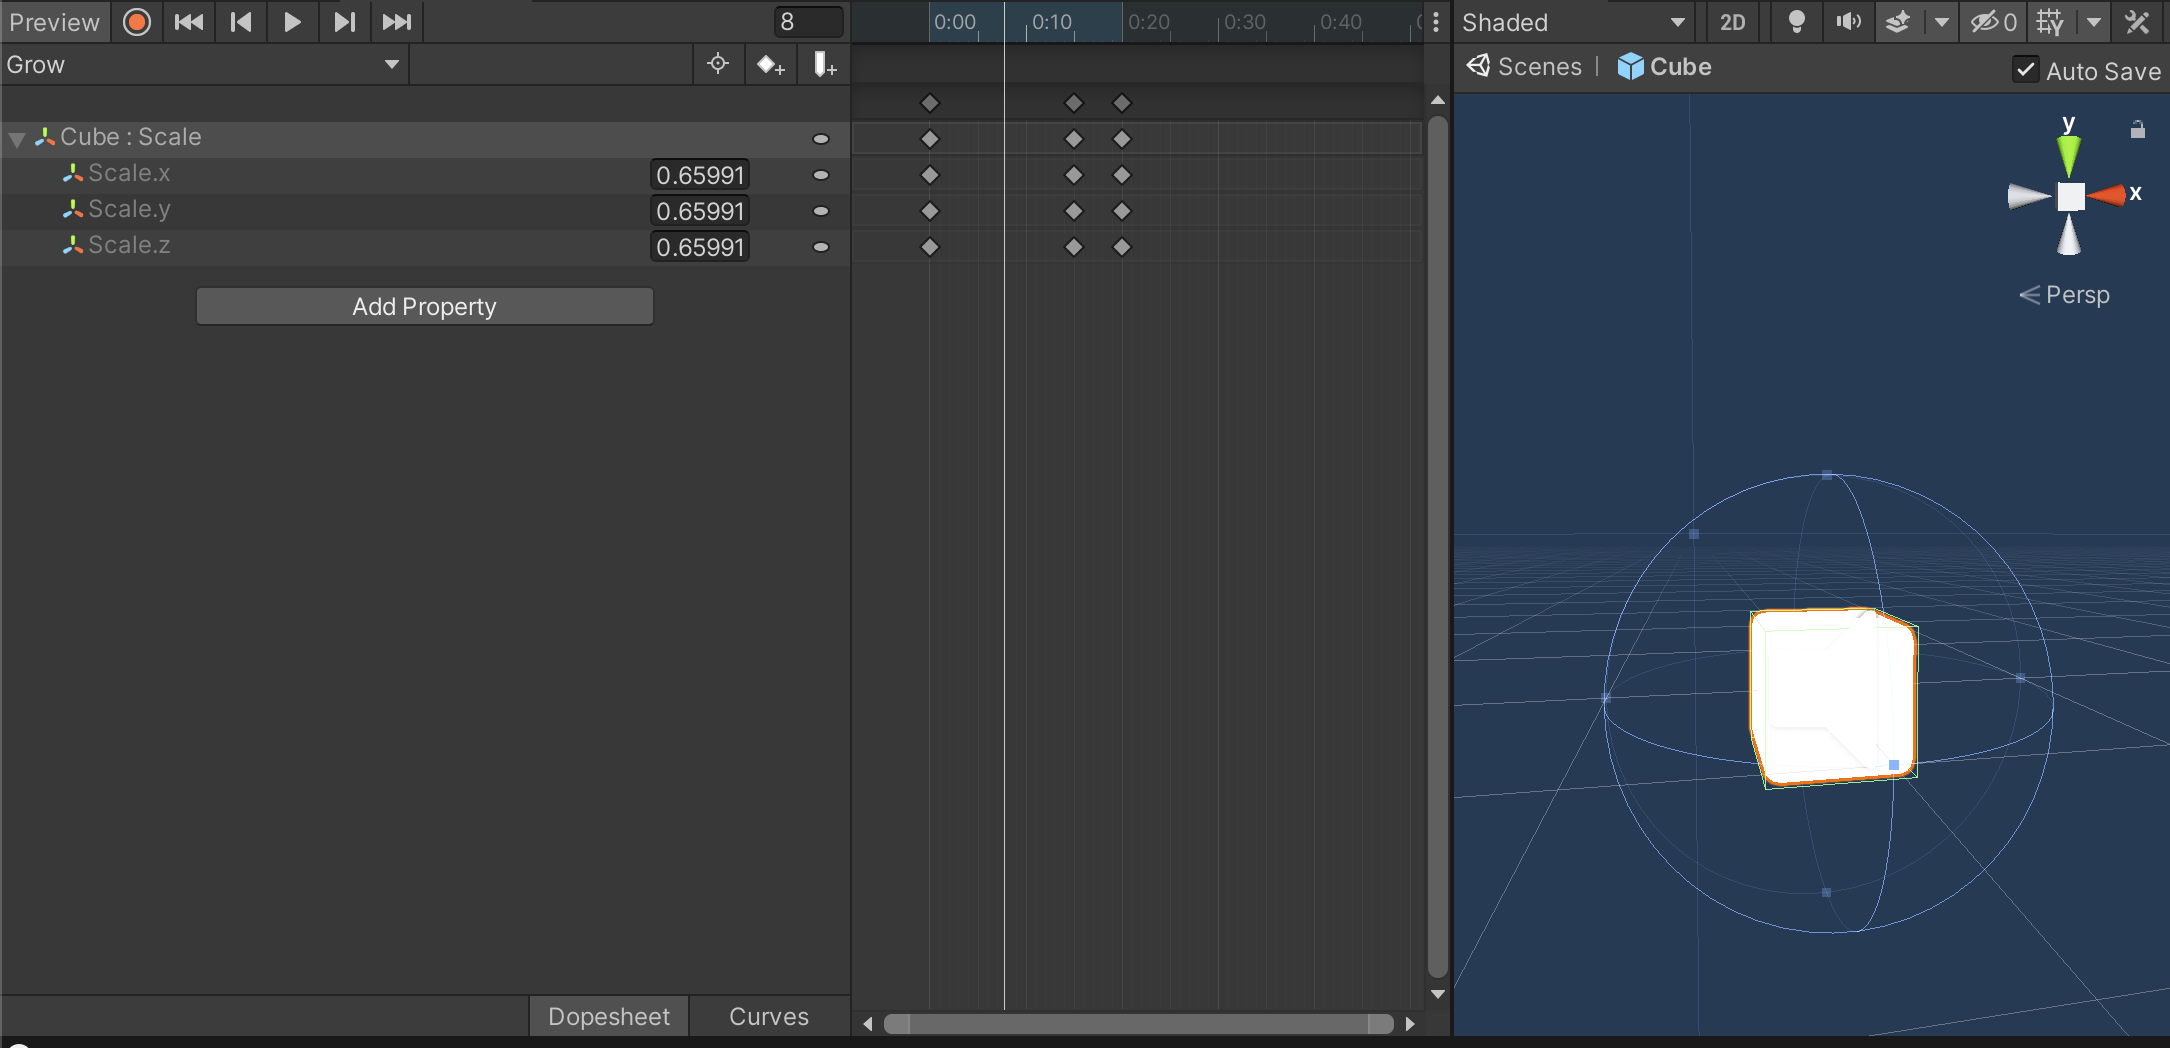 Preview 8 0:00 0:10 0:20 0:30 0:40
Grow
Cube : Scale
Scale.x 0.65991
Scale.y 0.65991
Scale.z 0.65991
Add Property
Dopesheet Curves
Shaded 2D 0
Scenes | Cube Auto Save
y
x
Persp